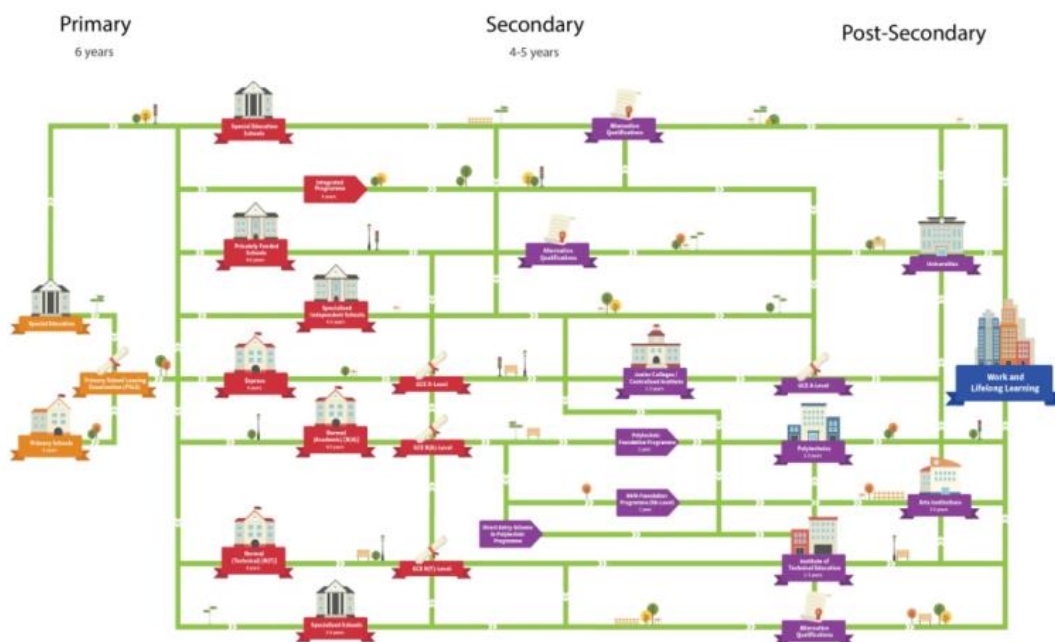 Primary
6 years
Secondary
4-5 years
Post-Secondary
Special Education
Schools
Alternative
Qualifications
Integrated
Programme
Privately Funded
Schools
Alternative
Qualifications
Universities
Special Education
Specialised
Independent Schools
Primary School Leaving
Examination (PSLE)
Express
GCE O-Level
Junior Colleges /
Centralised Institute
GCE A-Level
Work and
Lifelong Learning
Primary Schools
Normal
(Academic) [N(A)]
GCE N(A)-Level
Polytechnic
Foundation Programme
Polytechnics
Arts Institutions
Programme
Direct-Entry-Scheme
to Polytechnic
Programme
Normal
(Technical) [N(T)]
GCE N(T)-Level
Institute of
Technical Education
Specialised Schools
Alternative
Qualifications